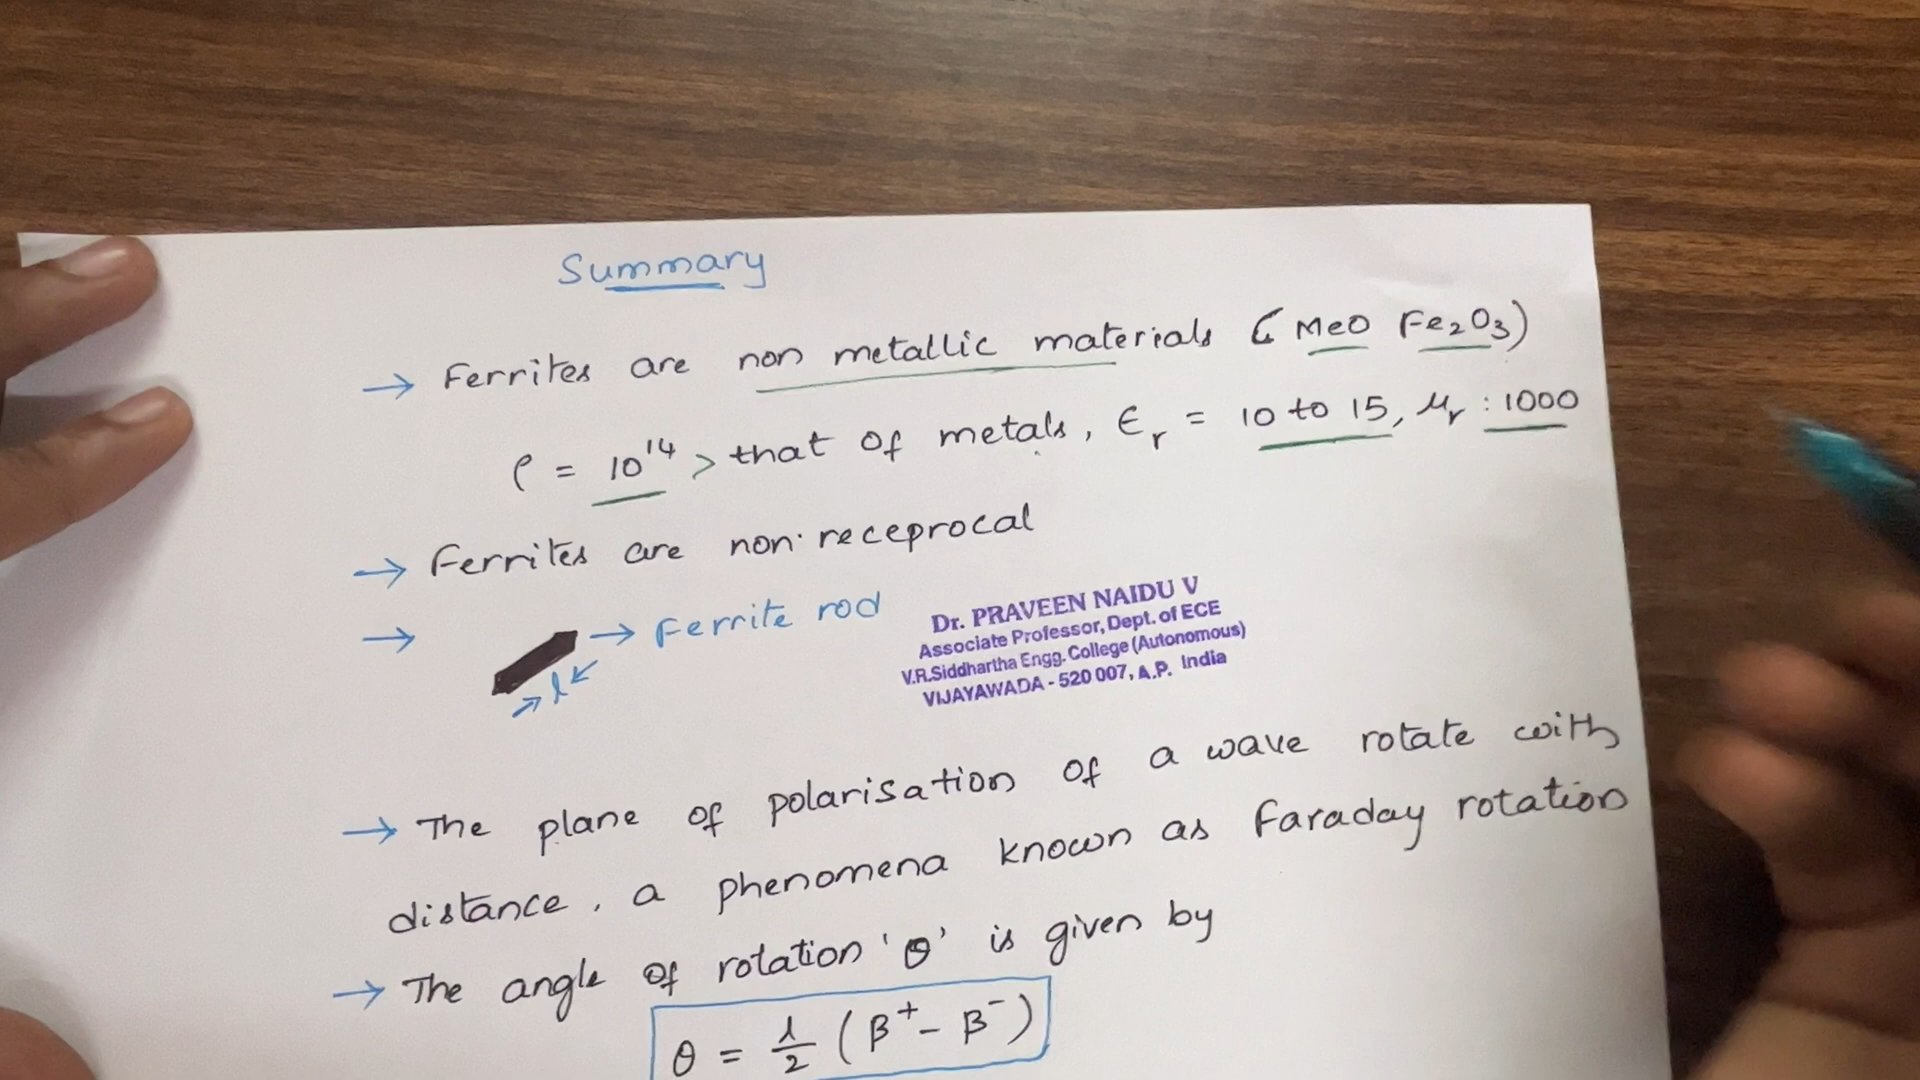 Summary
→ Ferrites are non metallic materials (MeO Fe₂O₃)
ρ = 10¹⁴ > that of metals, ∈ᵣ = 10 to 15, μᵣ : 1000
→ Ferrites are non-receprocal
→ → Ferrite rod
l
Dr. PRAVEEN NAIDU V
Associate Professor, Dept. of ECE
V.R.Siddhartha Engg. College (Autonomous)
VIJAYAWADA - 520 007, A.P. India
→ The plane of polarisation of a wave rotate with
distance, a phenomena known as Faraday rotation
→ The angle of rotation 'θ' is given by
θ = l/2 (β⁺ - β⁻)